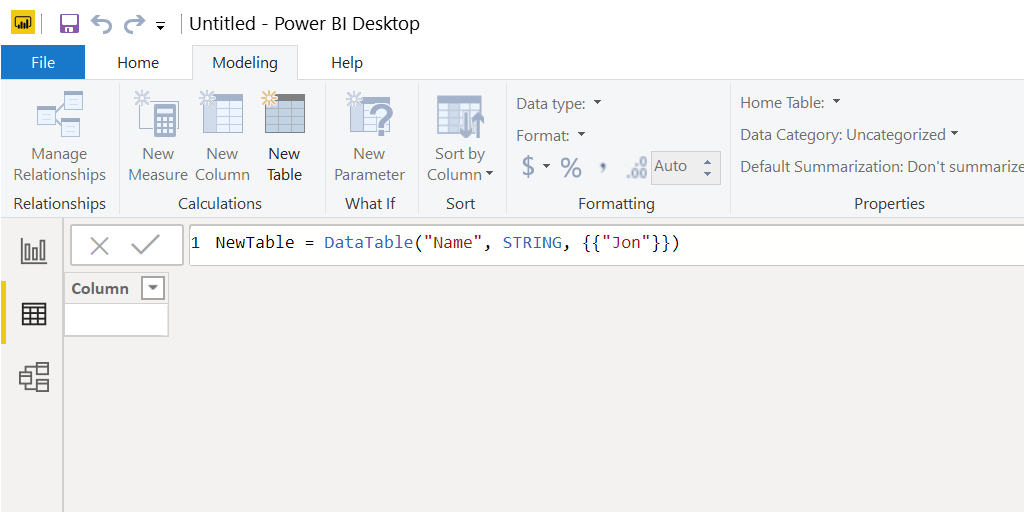 Untitled - Power BI Desktop
File Home Modeling Help
Manage Relationships
New Measure
New Column
New Table
New Parameter
Sort by Column
Data type:
Format:
$ % , .00 Auto
Home Table:
Data Category: Uncategorized
Default Summarization: Don't summarize
Relationships Calculations What If Sort Formatting Properties
1 NewTable = DataTable("Name", STRING, {{"Jon"}})
Column